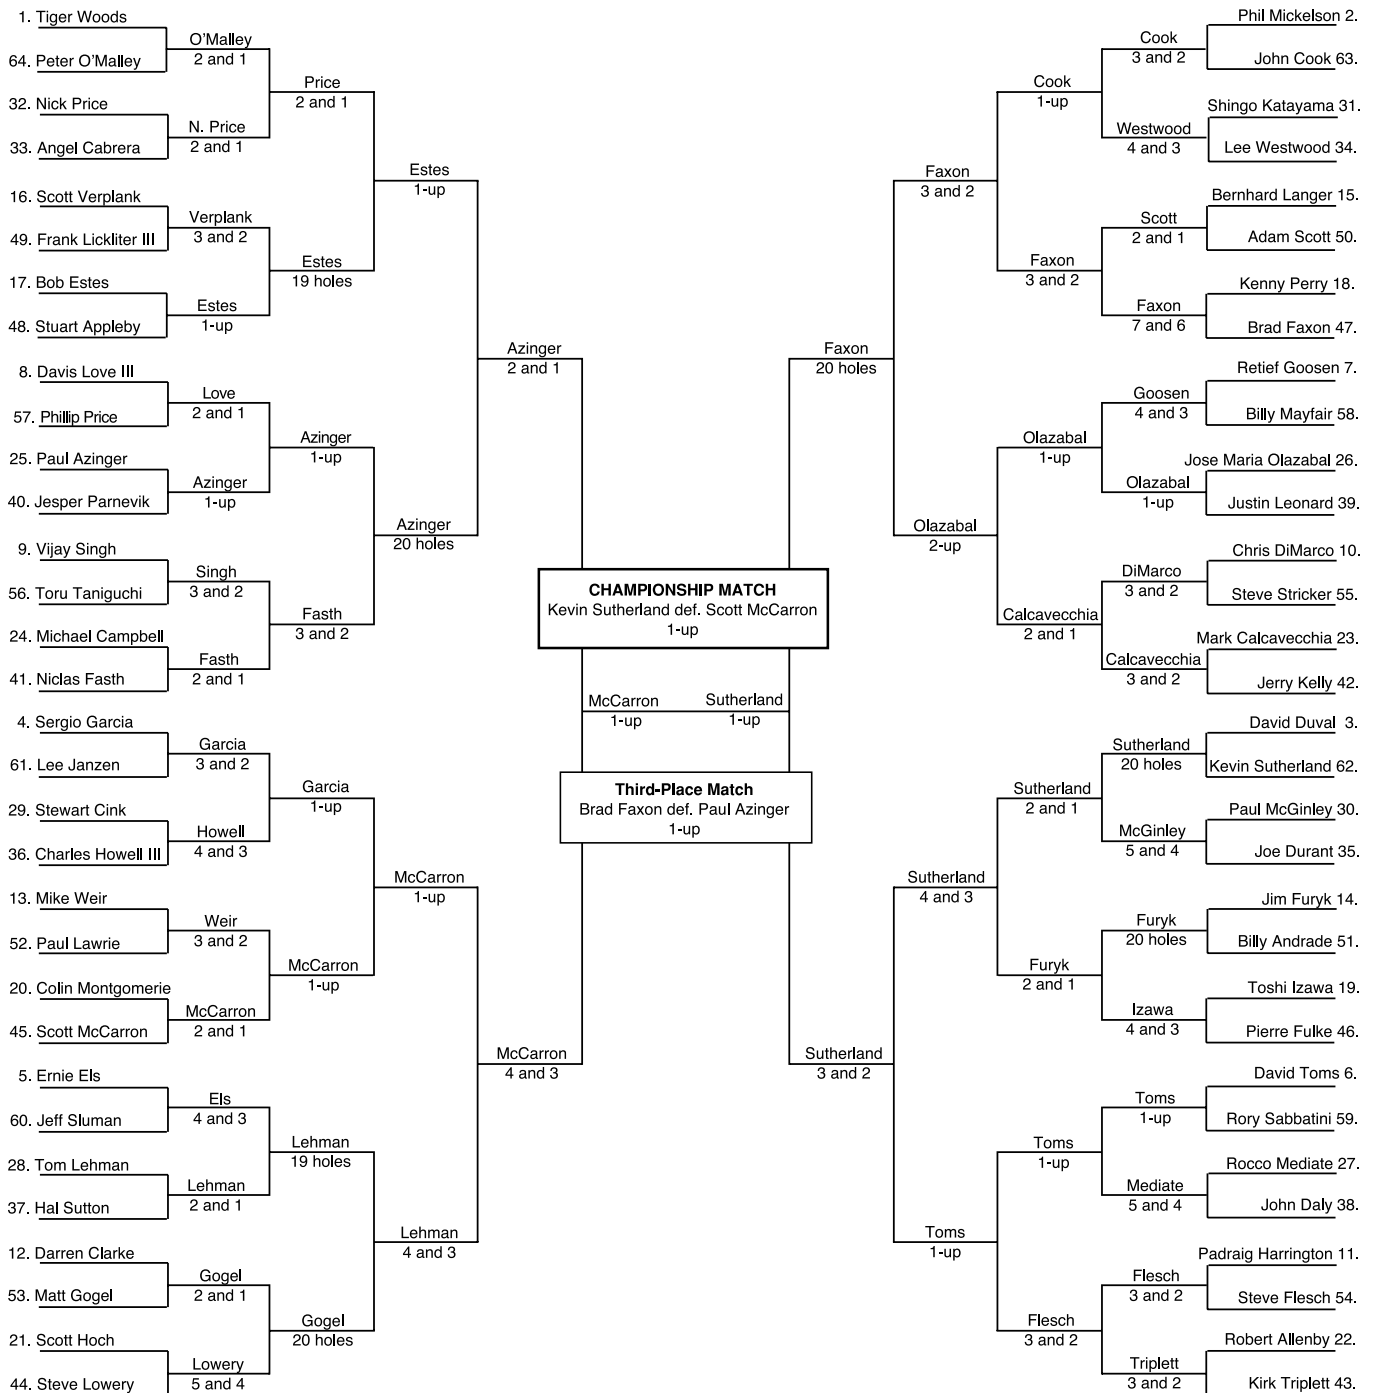 1. Tiger Woods
O'Malley
2 and 1
64. Peter O'Malley
Price
2 and 1
32. Nick Price
N. Price
2 and 1
33. Angel Cabrera
Estes
1-up
16. Scott Verplank
Verplank
3 and 2
49. Frank Lickliter III
Estes
19 holes
17. Bob Estes
Estes
1-up
48. Stuart Appleby
Azinger
2 and 1
8. Davis Love III
Love
2 and 1
57. Phillip Price
Azinger
1-up
25. Paul Azinger
Azinger
1-up
40. Jesper Parnevik
Azinger
20 holes
9. Vijay Singh
Singh
3 and 2
56. Toru Taniguchi
Fasth
3 and 2
24. Michael Campbell
Fasth
2 and 1
41. Niclas Fasth
4. Sergio Garcia
Garcia
3 and 2
61. Lee Janzen
Garcia
1-up
29. Stewart Cink
Howell
4 and 3
36. Charles Howell III
McCarron
1-up
13. Mike Weir
Weir
3 and 2
52. Paul Lawrie
McCarron
1-up
20. Colin Montgomerie
McCarron
2 and 1
45. Scott McCarron
McCarron
4 and 3
5. Ernie Els
Els
4 and 3
60. Jeff Sluman
Lehman
19 holes
28. Tom Lehman
Lehman
2 and 1
37. Hal Sutton
Lehman
4 and 3
12. Darren Clarke
Gogel
2 and 1
53. Matt Gogel
Gogel
20 holes
21. Scott Hoch
Lowery
5 and 4
44. Steve Lowery
CHAMPIONSHIP MATCH
Kevin Sutherland def. Scott McCarron
1-up
McCarron
1-up
Sutherland
1-up
Third-Place Match
Brad Faxon def. Paul Azinger
1-up
Phil Mickelson 2.
Cook
3 and 2
John Cook 63.
Cook
1-up
Shingo Katayama 31.
Westwood
4 and 3
Lee Westwood 34.
Faxon
3 and 2
Bernhard Langer 15.
Scott
2 and 1
Adam Scott 50.
Faxon
3 and 2
Kenny Perry 18.
Faxon
7 and 6
Brad Faxon 47.
Faxon
20 holes
Retief Goosen 7.
Goosen
4 and 3
Billy Mayfair 58.
Olazabal
1-up
Jose Maria Olazabal 26.
Olazabal
1-up
Justin Leonard 39.
Olazabal
2-up
Chris DiMarco 10.
DiMarco
3 and 2
Steve Stricker 55.
Calcavecchia
2 and 1
Mark Calcavecchia 23.
Calcavecchia
3 and 2
Jerry Kelly 42.
David Duval 3.
Sutherland
20 holes
Kevin Sutherland 62.
Sutherland
2 and 1
Paul McGinley 30.
McGinley
5 and 4
Joe Durant 35.
Sutherland
4 and 3
Jim Furyk 14.
Furyk
20 holes
Billy Andrade 51.
Furyk
2 and 1
Toshi Izawa 19.
Izawa
4 and 3
Pierre Fulke 46.
Sutherland
3 and 2
David Toms 6.
Toms
1-up
Rory Sabbatini 59.
Toms
1-up
Rocco Mediate 27.
Mediate
5 and 4
John Daly 38.
Toms
1-up
Padraig Harrington 11.
Flesch
3 and 2
Steve Flesch 54.
Flesch
3 and 2
Robert Allenby 22.
Triplett
3 and 2
Kirk Triplett 43.